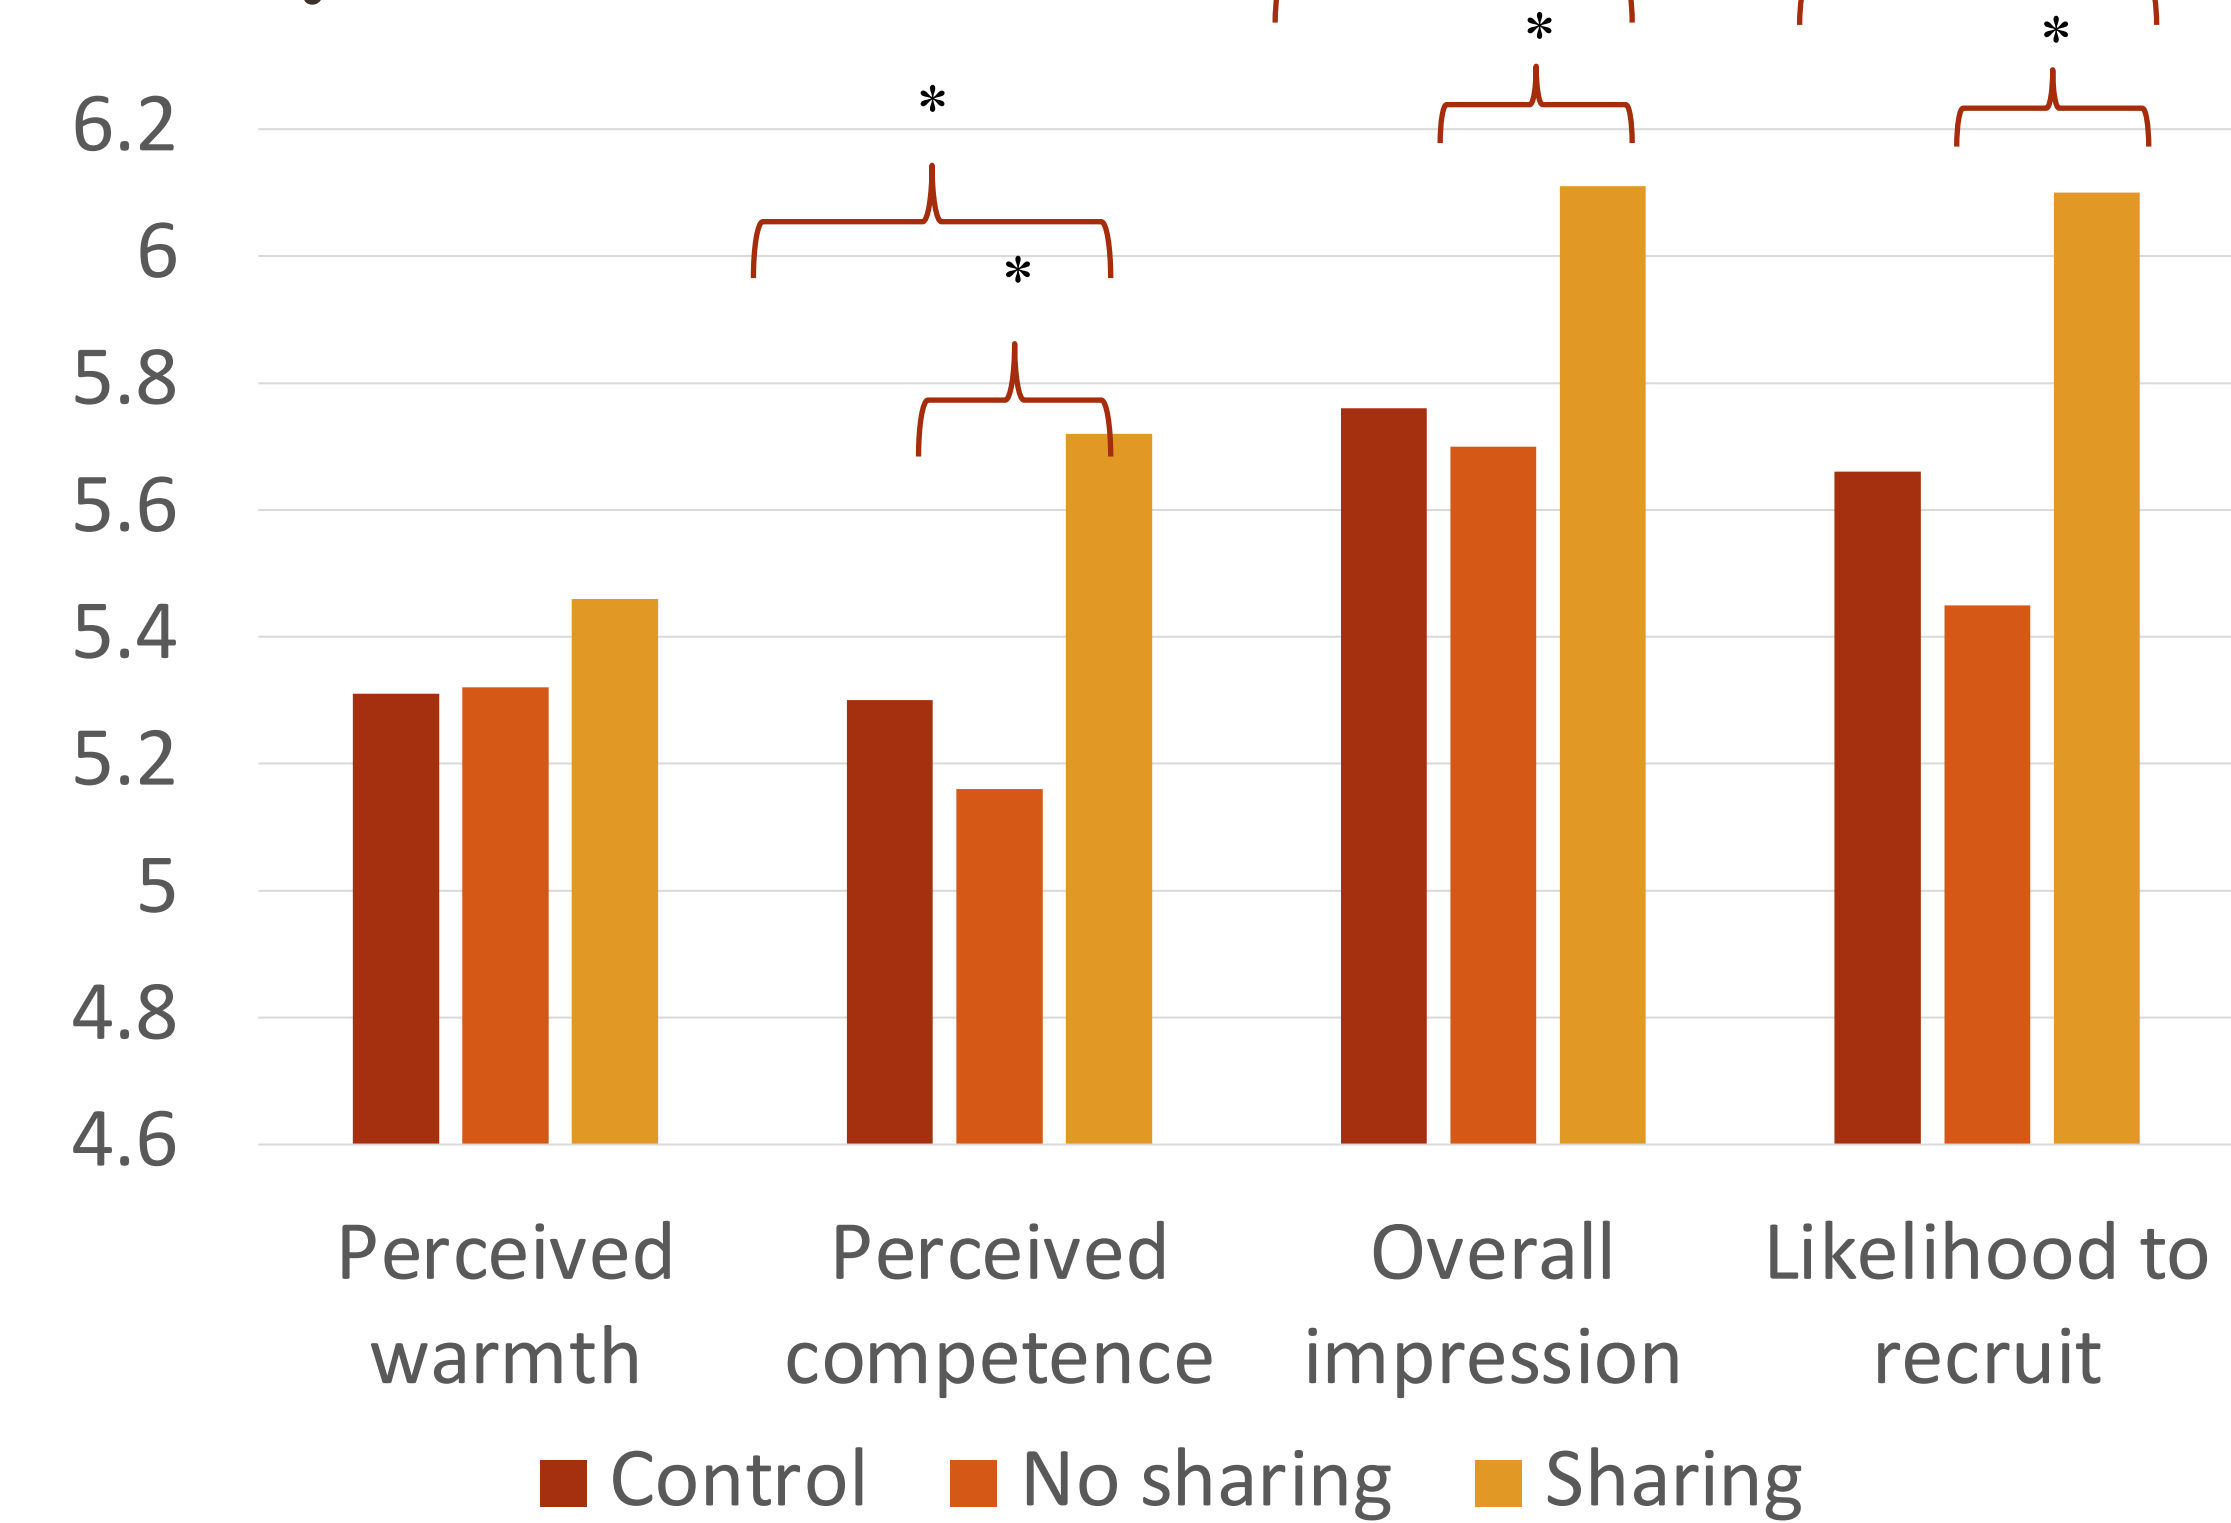 *
*
*
*
6.2
6
5.8
5.6
5.4
5.2
5
4.8
4.6
Perceived warmth
Perceived competence
Overall impression
Likelihood to recruit
Control
No sharing
Sharing